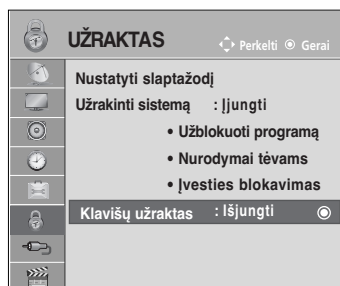 UŽRAKTAS Perkelti Gerai
Nustatyti slaptažodį
Užrakinti sistemą : Įjungti
• Užblokuoti programą
• Nurodymai tėvams
• Įvesties blokavimas
Klavišų užraktas : Išjungti